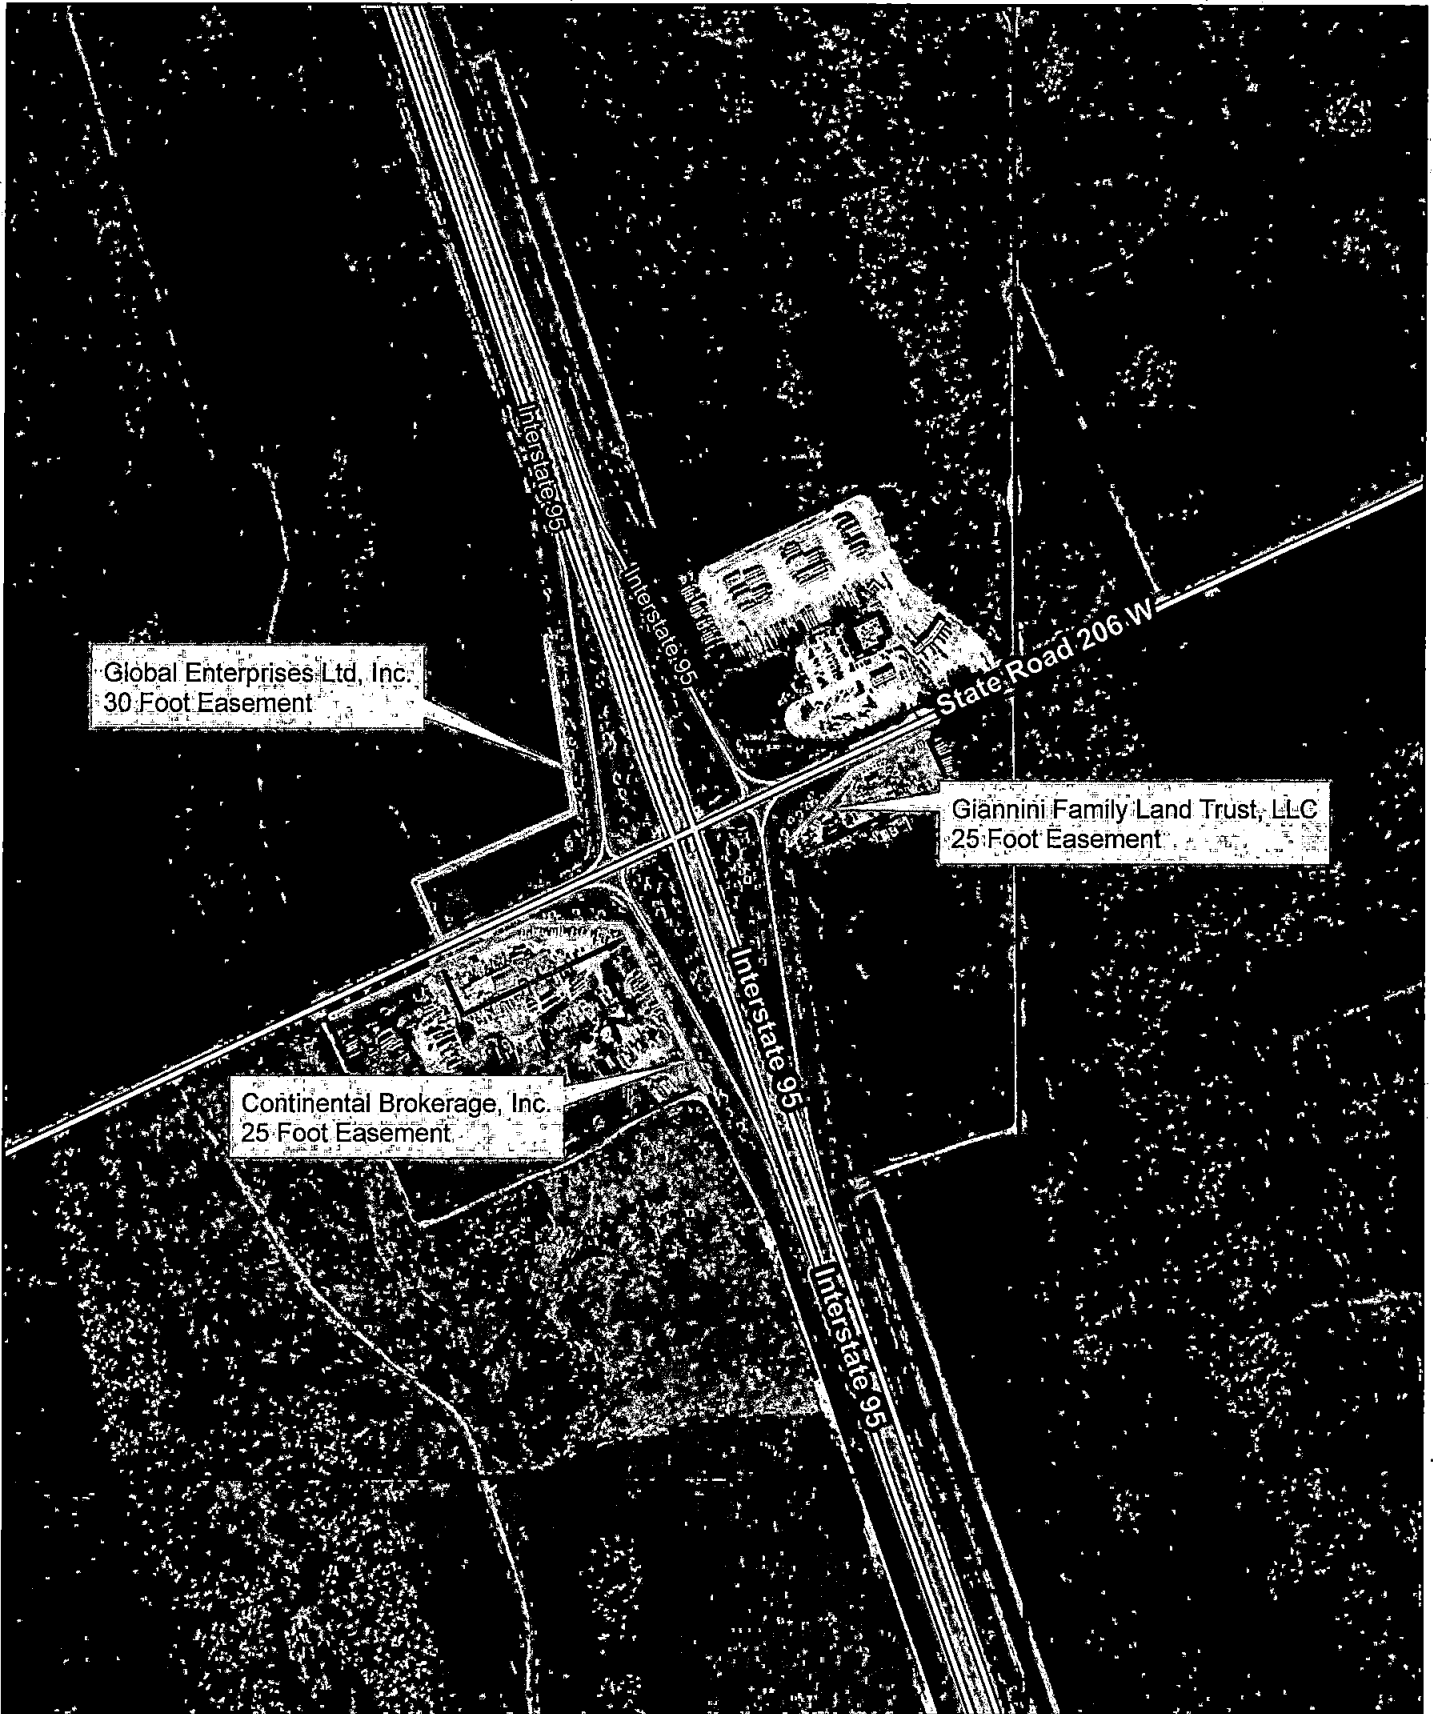 Interstate 95
Interstate 95
State Road 206 W
Global Enterprises Ltd, Inc.
30 Foot Easement
Giannini Family Land Trust, LLC
25 Foot Easement
Interstate 95
Continental Brokerage, Inc.
25 Foot Easement
Interstate 95